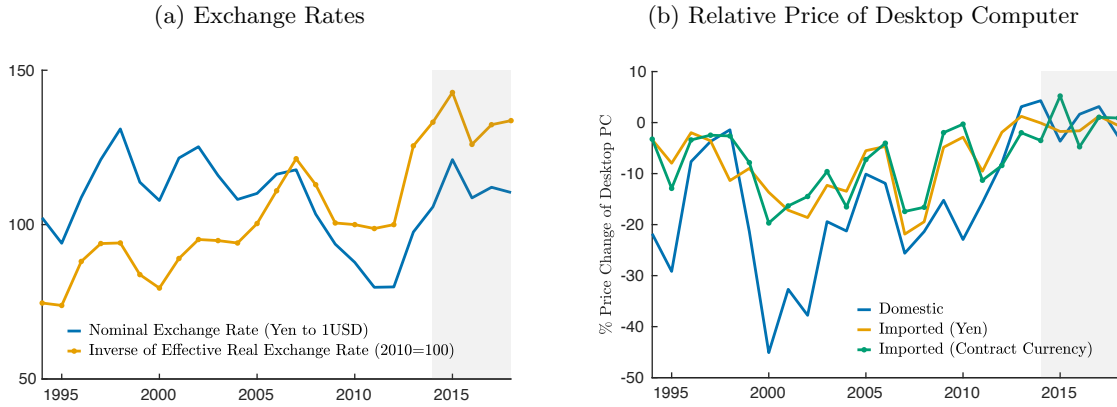 (a) Exchange Rates
150
100
50
1995
2000
2005
2010
2015
Nominal Exchange Rate (Yen to 1USD)
Inverse of Effective Real Exchange Rate (2010=100)
(b) Relative Price of Desktop Computer
% Price Change of Desktop PC
10
0
-10
-20
-30
-40
-50
1995
2000
2005
2010
2015
Domestic
Imported (Yen)
Imported (Contract Currency)